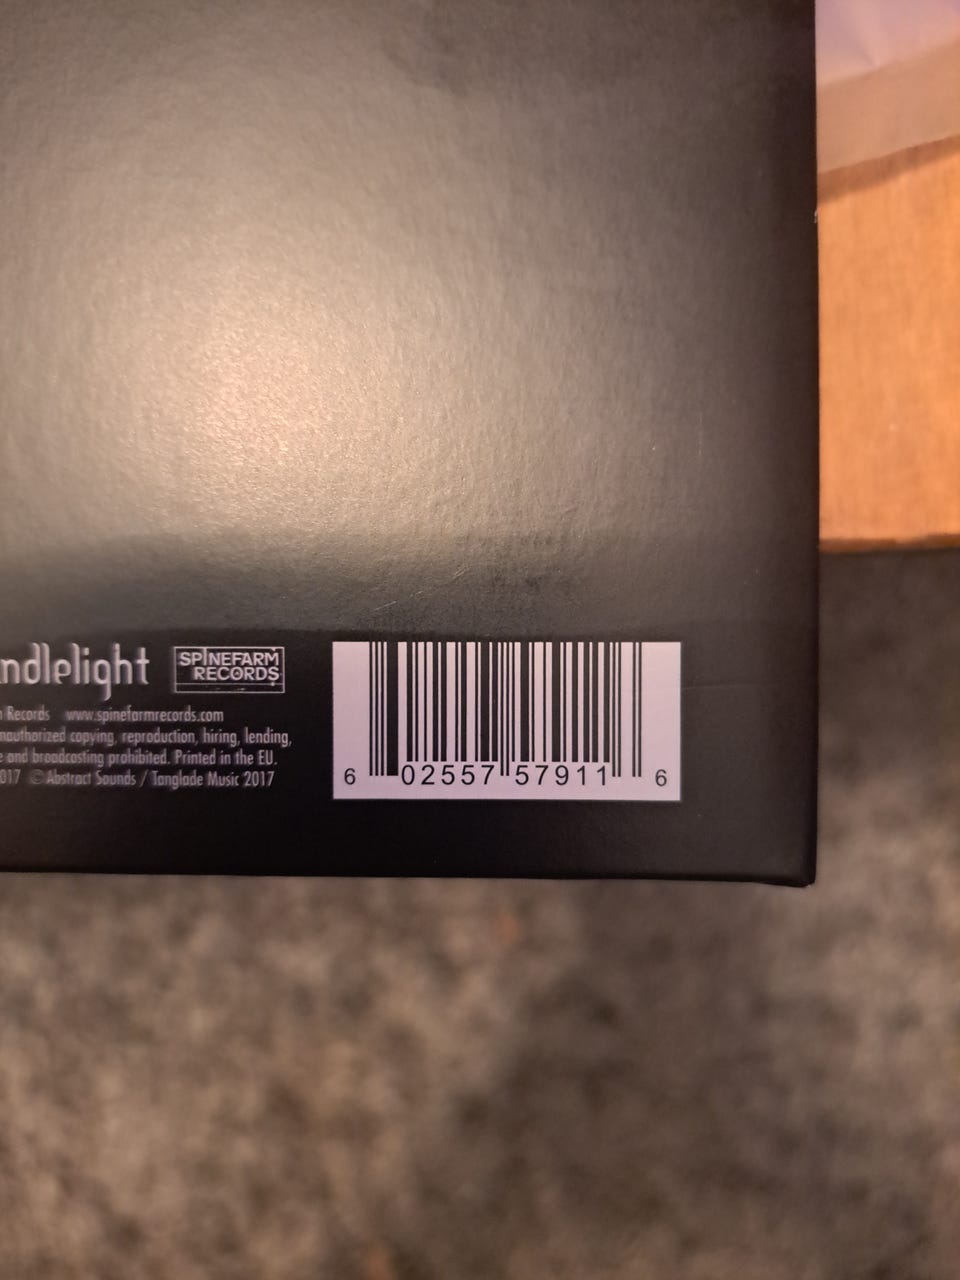 ndlelight
SPINEFARM
RECORDS
Records www.spinefarmrecords.com
nauthorized copying, reproduction, hiring, lending,
and broadcasting prohibited. Printed in the EU.
017 © Abstract Sounds / Tanglade Music 2017
6 02557 57911 6